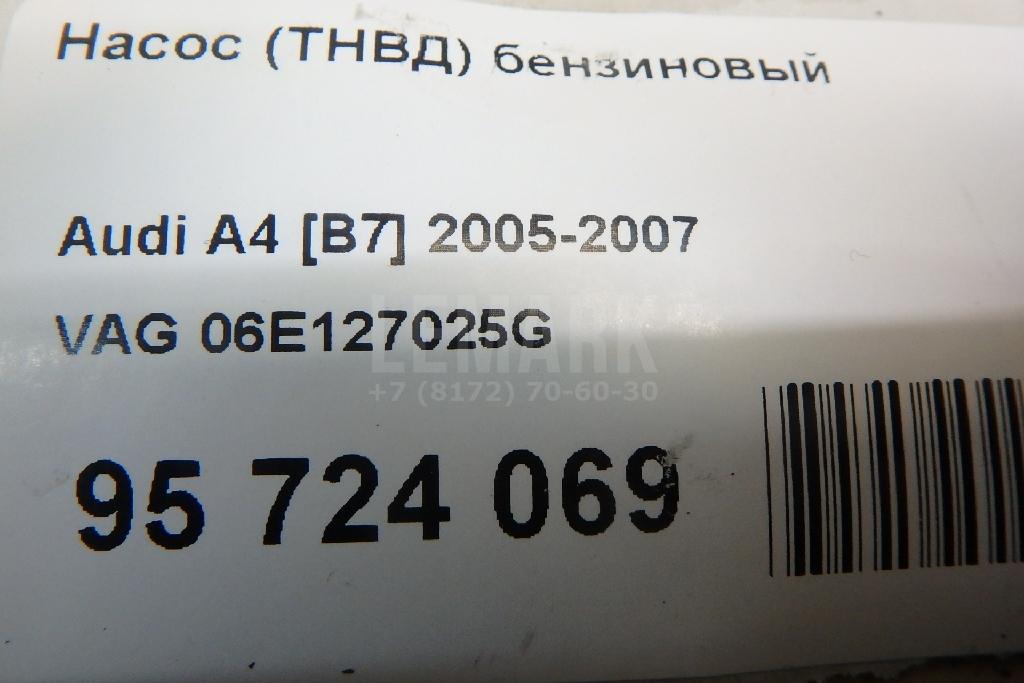 Насос (ТНВД) бензиновый
Audi A4 [B7] 2005-2007
VAG 06E127025G
LEMARK
+7 (8172) 70-60-30
95 724 069